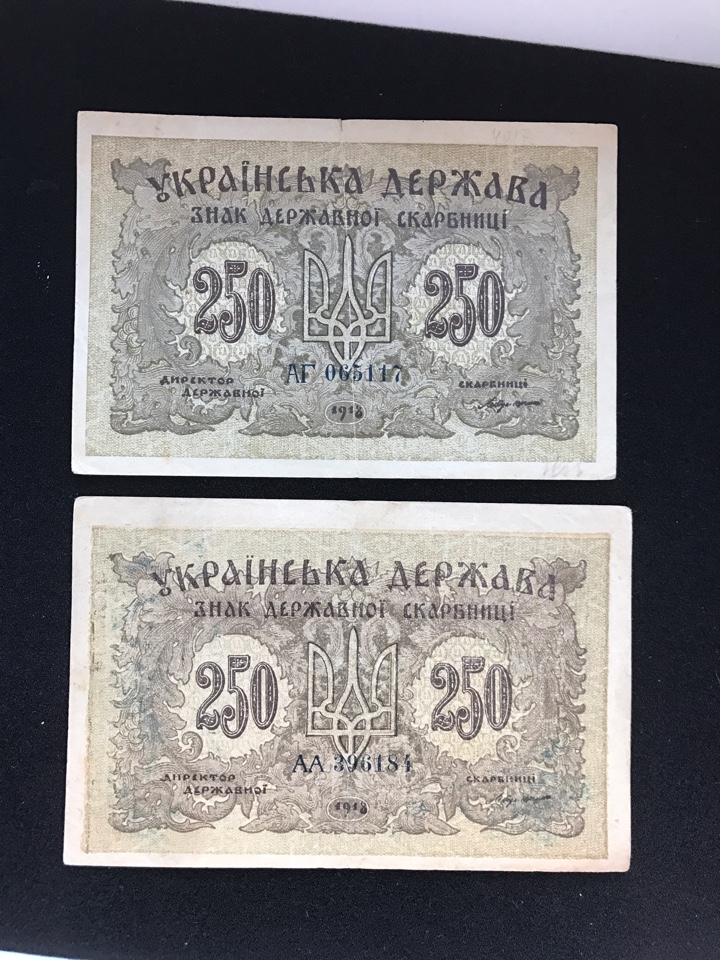 УКРАЇНСЬКА ДЕРЖАВА
ЗНАК ДЕРЖАВНОЇ СКАРБНИЦІ
250 250
АГ 065117
ДИРЕКТОР ДЕРЖАВНОЇ СКАРБНИЦІ
1918
УКРАЇНСЬКА ДЕРЖАВА
ЗНАК ДЕРЖАВНОЇ СКАРБНИЦІ
250 250
АА 396184
ДИРЕКТОР ДЕРЖАВНОЇ СКАРБНИЦІ
1918